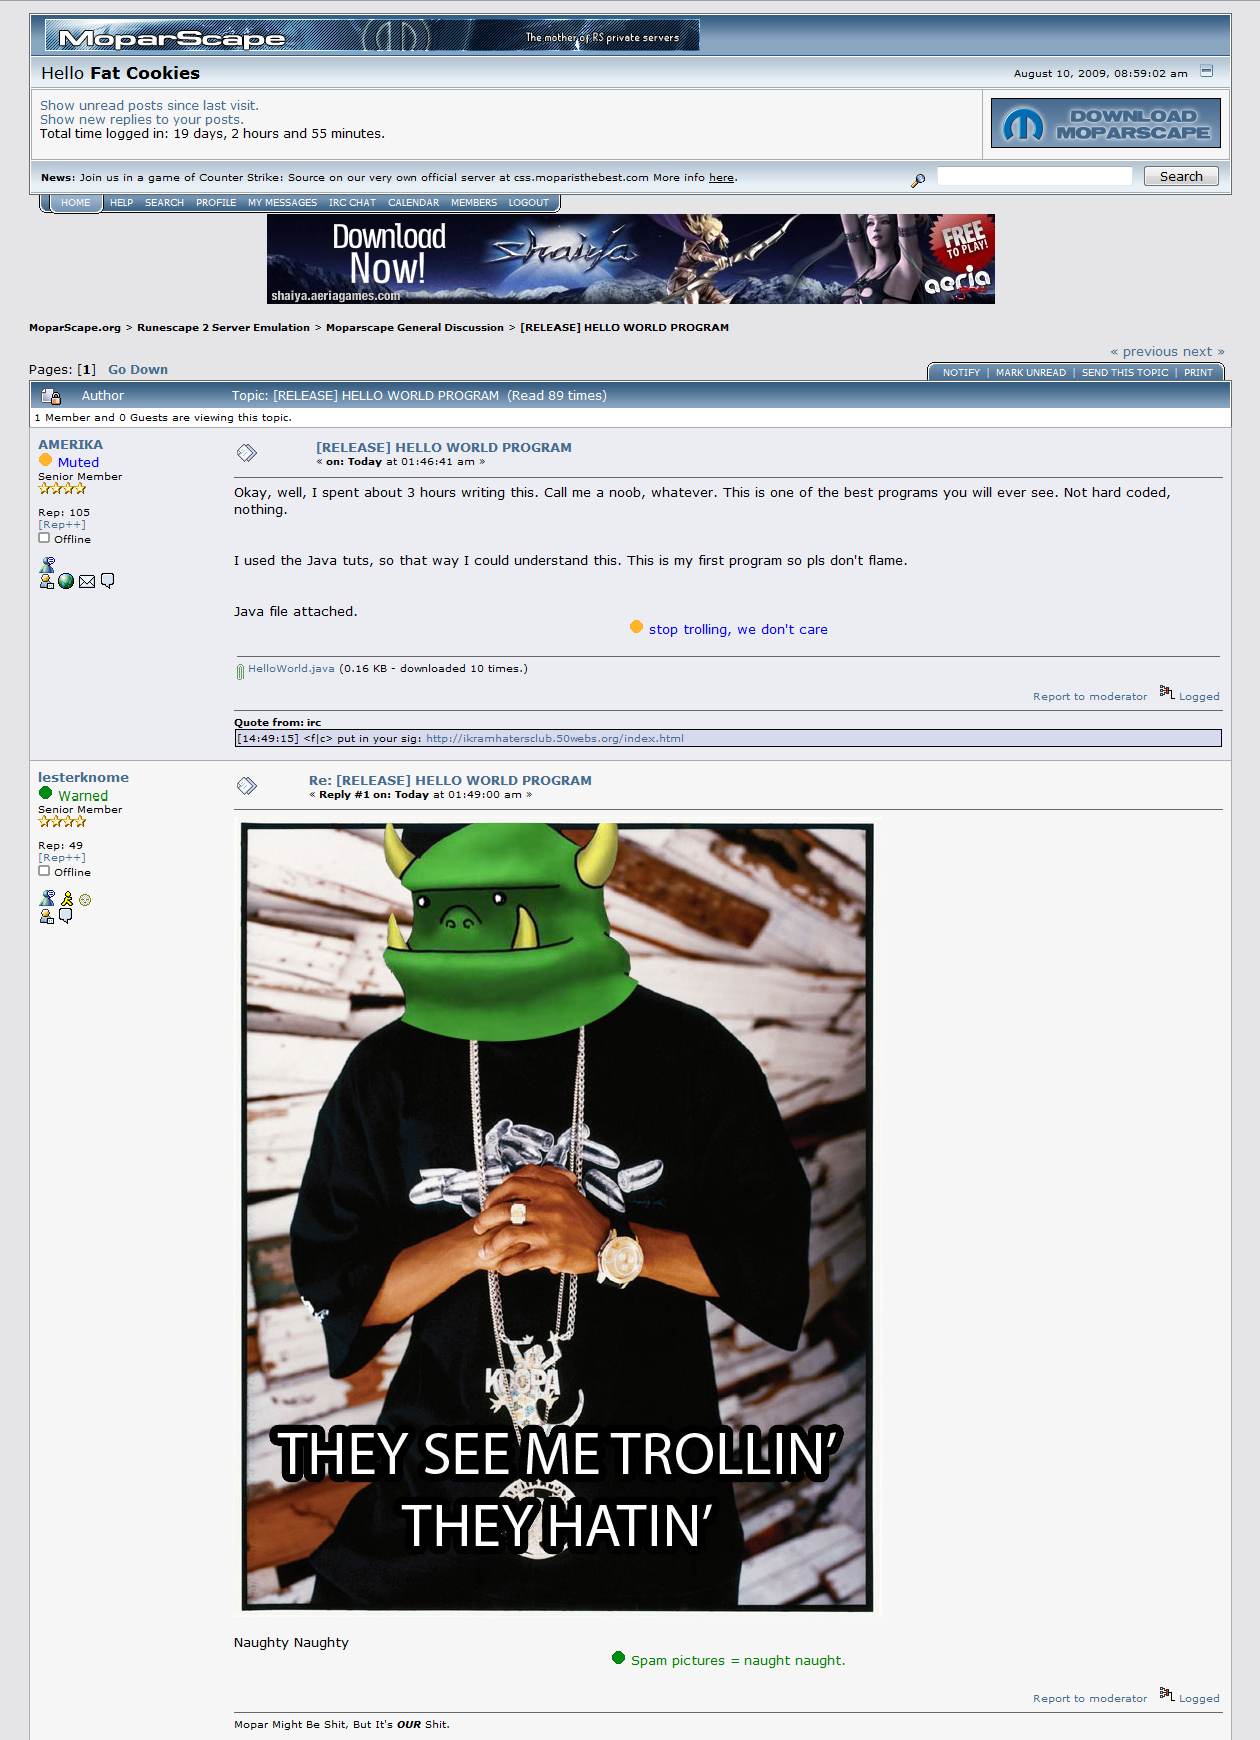 MoparScape
The mother of RS private servers
Hello Fat Cookies
August 10, 2009, 08:59:02 am
Show unread posts since last visit.
Show new replies to your posts.
Total time logged in: 19 days, 2 hours and 55 minutes.
DOWNLOAD
MOPARSCAPE
News: Join us in a game of Counter Strike: Source on our very own official server at css.moparisthebest.com More info here.
Search
HOME HELP SEARCH PROFILE MY MESSAGES IRC CHAT CALENDAR MEMBERS LOGOUT
Download
Now!
shaiya.aeriagames.com
Shaiya
FREE
TO PLAY!
aeria
MoparScape.org > Runescape 2 Server Emulation > Moparscape General Discussion > [RELEASE] HELLO WORLD PROGRAM
« previous next »
Pages: [1] Go Down
NOTIFY | MARK UNREAD | SEND THIS TOPIC | PRINT
Author Topic: [RELEASE] HELLO WORLD PROGRAM (Read 89 times)
1 Member and 0 Guests are viewing this topic.
AMERIKA
Muted
Senior Member
Rep: 105
[Rep++]
Offline
[RELEASE] HELLO WORLD PROGRAM
« on: Today at 01:46:41 am »
Okay, well, I spent about 3 hours writing this. Call me a noob, whatever. This is one of the best programs you will ever see. Not hard coded,
nothing.
I used the Java tuts, so that way I could understand this. This is my first program so pls don't flame.
Java file attached.
stop trolling, we don't care
HelloWorld.java (0.16 KB - downloaded 10 times.)
Report to moderator Logged
Quote from: irc
[14:49:15] <f|c> put in your sig: http://ikramhatersclub.50webs.org/index.html
lesterknome
Warned
Senior Member
Rep: 49
[Rep++]
Offline
Re: [RELEASE] HELLO WORLD PROGRAM
« Reply #1 on: Today at 01:49:00 am »
KOOPA
THEY SEE ME TROLLIN'
THEY HATIN'
Naughty Naughty
Spam pictures = naught naught.
Report to moderator Logged
Mopar Might Be Shit, But It's OUR Shit.